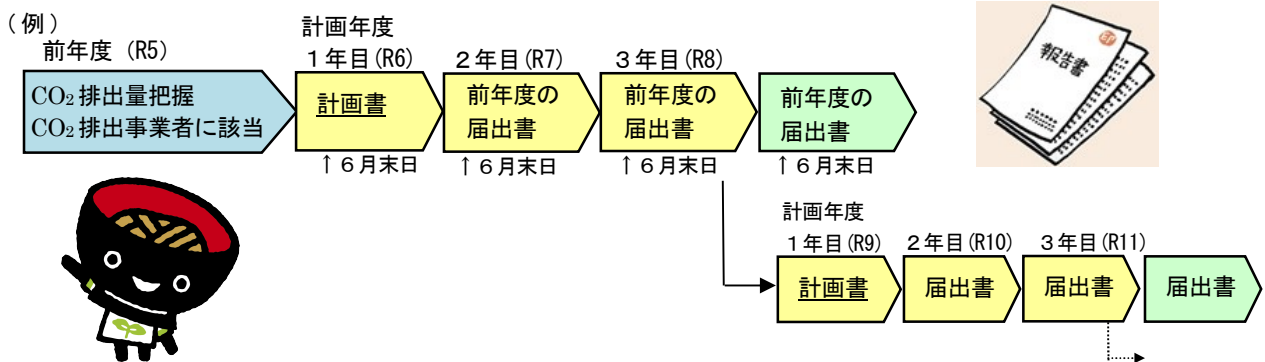 （例）
前年度（R5）
計画年度
１年目(R6)
２年目(R7)
３年目(R8)
CO₂排出量把握
CO₂排出事業者に該当
計画書
前年度の
届出書
前年度の
届出書
前年度の
届出書
↑６月末日
↑６月末日
↑６月末日
↑６月末日
報告書
計画年度
１年目(R9)
２年目(R10)
３年目(R11)
計画書
届出書
届出書
届出書